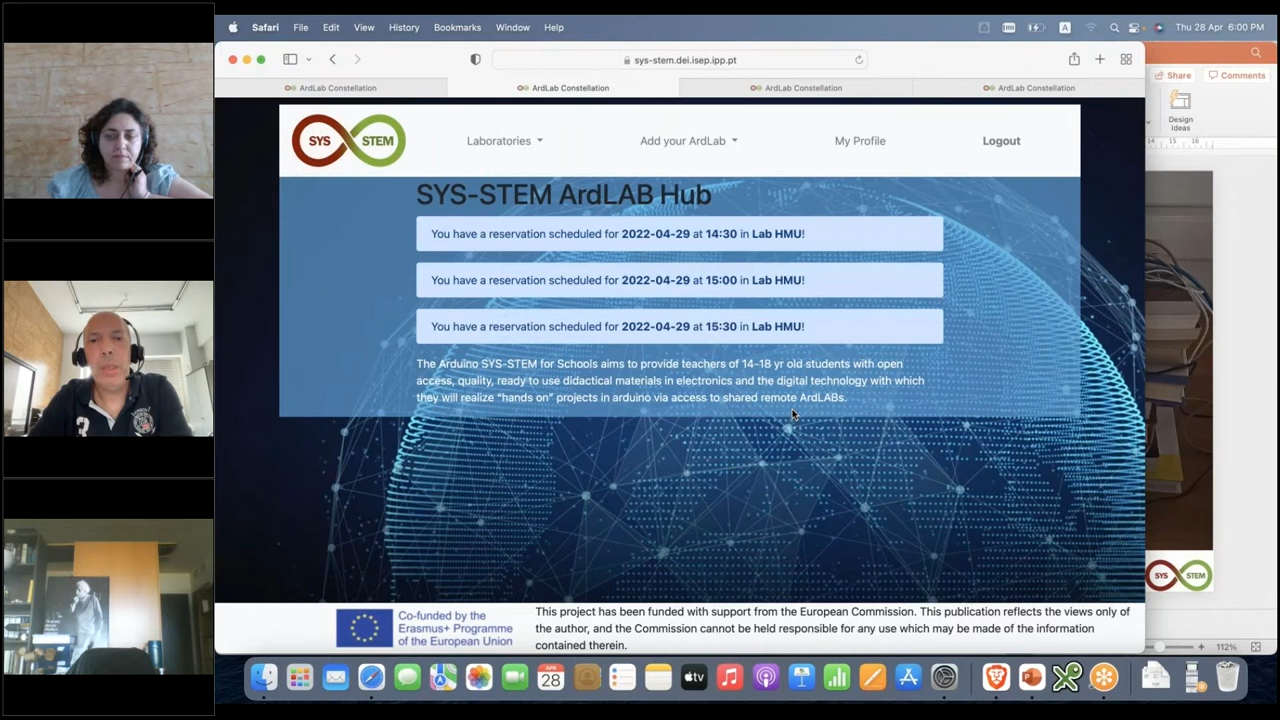 Safari File Edit View History Bookmarks Window Help
A
Thu 28 Apr 6:00 PM
sys-stem.dei.isep.ipp.pt
ArdLab Constellation ArdLab Constellation ArdLab Constellation ArdLab Constellation
Share Comments
Design
Ideas
14 15 16
SYS STEM
Laboratories Add your ArdLab My Profile Logout
SYS-STEM ArdLAB Hub
You have a reservation scheduled for 2022-04-29 at 14:30 in Lab HMU!
You have a reservation scheduled for 2022-04-29 at 15:00 in Lab HMU!
You have a reservation scheduled for 2022-04-29 at 15:30 in Lab HMU!
The Arduino SYS-STEM for Schools aims to provide teachers of 14-18 yr old students with open
access, quality, ready to use didactical materials in electronics and the digital technology with which
they will realize “hands on” projects in arduino via access to shared remote ArdLABs.
3
SYS STEM
Co-funded by the
Erasmus+ Programme
of the European Union
This project has been funded with support from the European Commission. This publication reflects the views only of
the author, and the Commission cannot be held responsible for any use which may be made of the information
contained therein.
112%
APR
28
tv